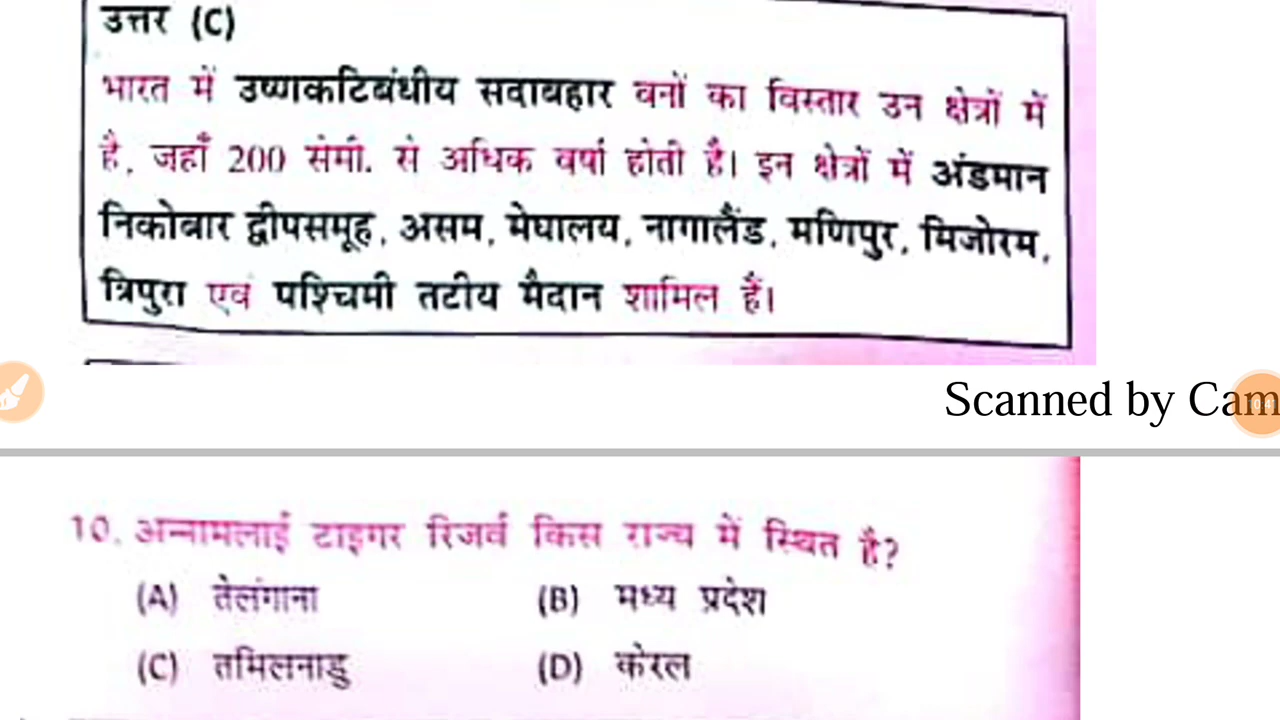 उत्तर (C)
भारत में उष्णकटिबंधीय सदाबहार वनों का विस्तार उन क्षेत्रों में
है, जहाँ 200 सेमी. से अधिक वर्षा होती है। इन क्षेत्रों में अंडमान
निकोबार द्वीपसमूह, असम, मेघालय, नागालैंड, मणिपुर, मिजोरम,
त्रिपुरा एवं पश्चिमी तटीय मैदान शामिल हैं।
Scanned by Cam
10. अन्नामलाई टाइगर रिजर्व किस राज्य में स्थित है?
(A) तेलंगाना (B) मध्य प्रदेश
(C) तमिलनाडु (D) केरल